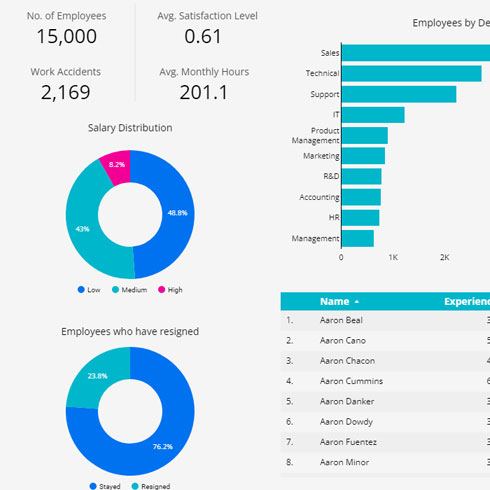 No. of Employees
15,000
Avg. Satisfaction Level
0.61
Work Accidents
2,169
Avg. Monthly Hours
201.1
Salary Distribution
8.2%
48.8%
43%
Low
Medium
High
Employees who have resigned
23.8%
76.2%
Stayed
Resigned
Employees by De
Sales
Technical
Support
IT
Product
Management
Marketing
R&D
Accounting
HR
Management
0
1K
2K
Name
Experienc
1. Aaron Beal 3
2. Aaron Cano 5
3. Aaron Chacon 4
4. Aaron Cummins 6
5. Aaron Danker 3
6. Aaron Dowdy 3
7. Aaron Fuentez 3
8. Aaron Minor 3